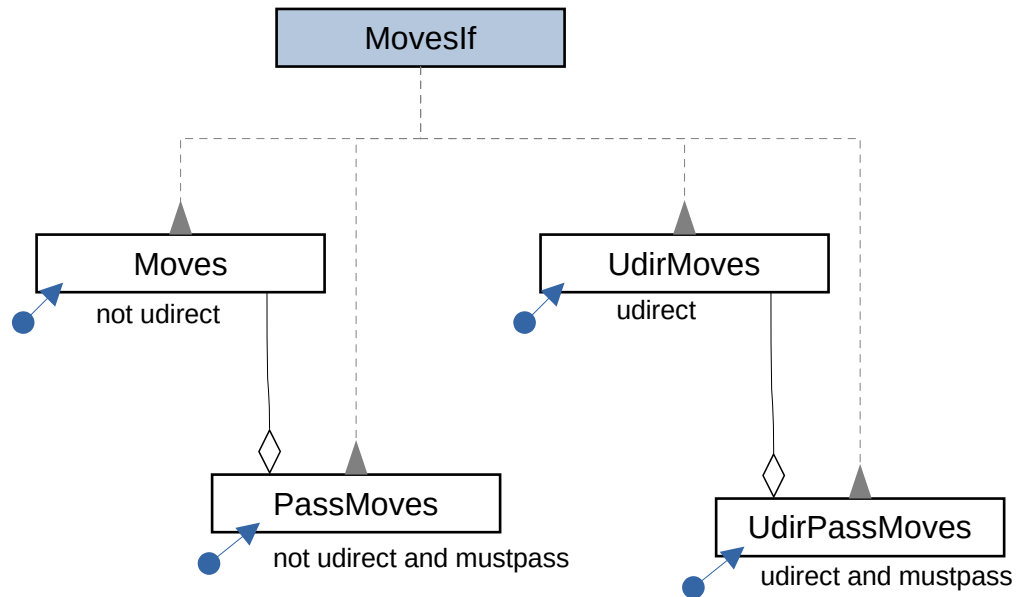 MovesIf
Moves
UdirMoves
not udirect
udirect
PassMoves
UdirPassMoves
not udirect and mustpass
udirect and mustpass